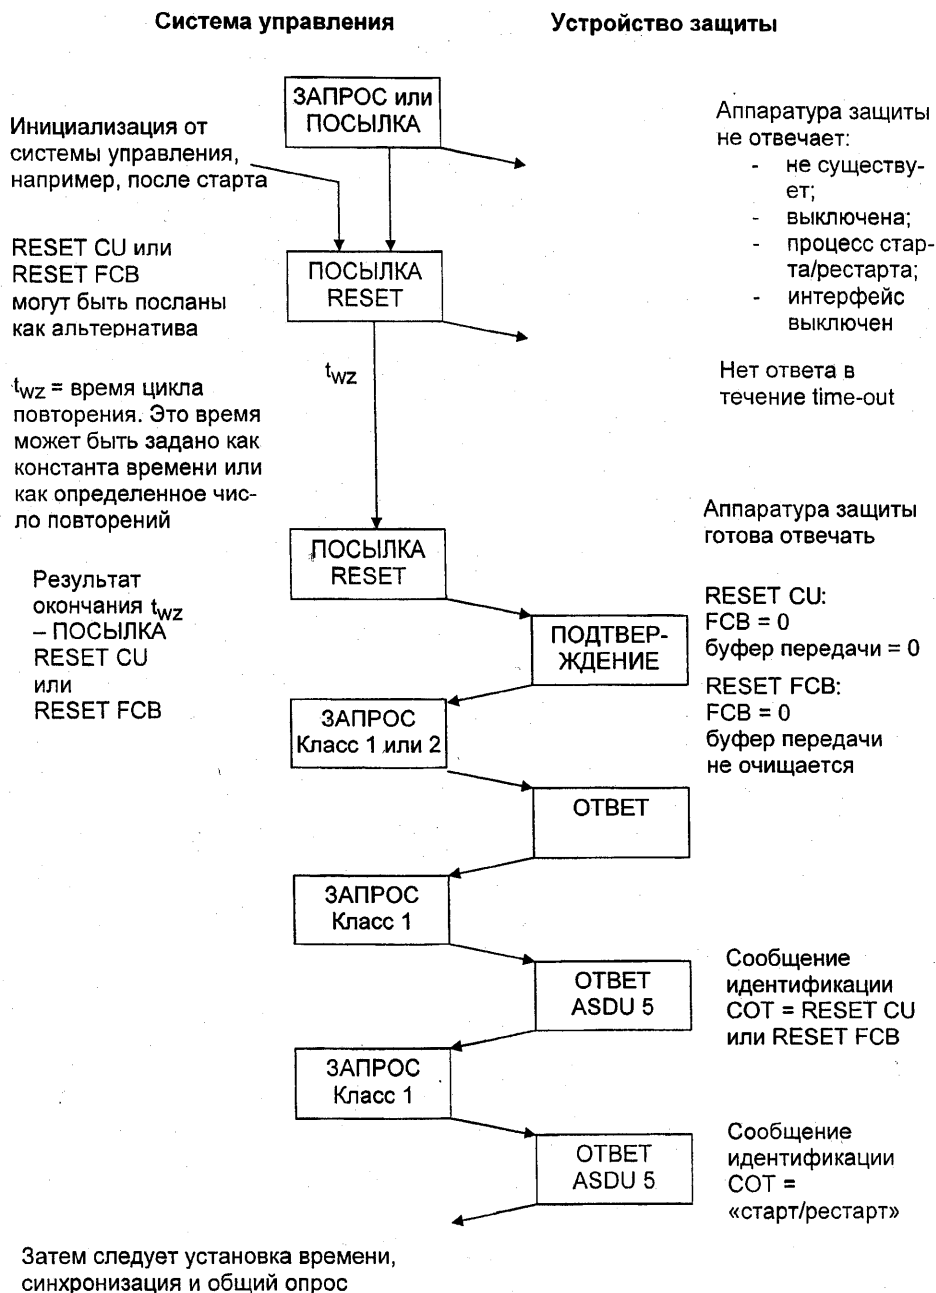 Система управления
Устройство защиты
ЗАПРОС или
ПОСЫЛКА
Инициализация от
системы управления,
например, после старта
Аппаратура защиты
не отвечает:
- не существу-
ет;
- выключена;
- процесс стар-
та/рестарта;
- интерфейс
выключен
RESET CU или
RESET FCB
могут быть посланы
как альтернатива
ПОСЫЛКА
RESET
Нет ответа в
течение time-out
twz
twz = время цикла
повторения. Это время
может быть задано как
константа времени или
как определенное чис-
ло повторений
Аппаратура защиты
готова отвечать
ПОСЫЛКА
RESET
Результат
окончания twz
– ПОСЫЛКА
RESET CU
или
RESET FCB
RESET CU:
FCB = 0
буфер передачи = 0
ПОДТВЕР-
ЖДЕНИЕ
RESET FCB:
FCB = 0
буфер передачи
не очищается
ЗАПРОС
Класс 1 или 2
ОТВЕТ
ЗАПРОС
Класс 1
ОТВЕТ
ASDU 5
Сообщение
идентификации
COT = RESET CU
или RESET FCB
ЗАПРОС
Класс 1
ОТВЕТ
ASDU 5
Сообщение
идентификации
COT =
«старт/рестарт»
Затем следует установка времени,
синхронизация и общий опрос